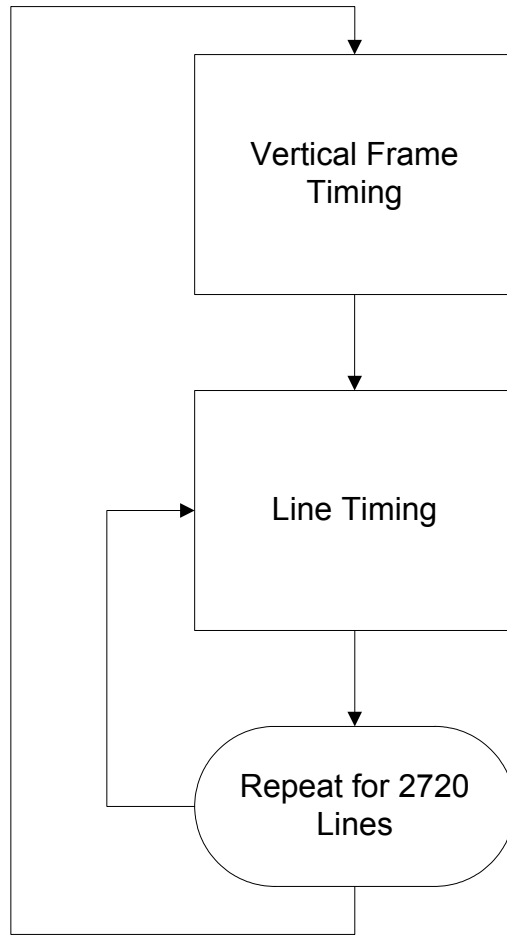 Vertical Frame
Timing
Line Timing
Repeat for 2720
Lines